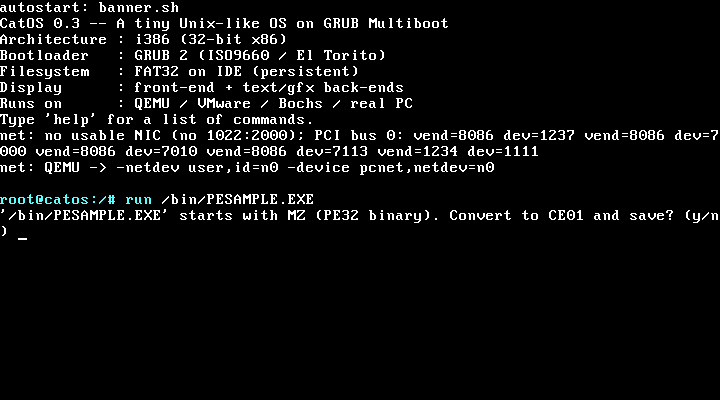 autostart: banner.sh
CatOS 0.3 -- A tiny Unix-like OS on GRUB Multiboot
Architecture : i386 (32-bit x86)
Bootloader   : GRUB 2 (ISO9660 / El Torito)
Filesystem   : FAT32 on IDE (persistent)
Display      : front-end + text/gfx back-ends
Runs on      : QEMU / VMware / Bochs / real PC
Type 'help' for a list of commands.
net: no usable NIC (no 1022:2000); PCI bus 0: vend=8086 dev=1237 vend=8086 dev=7
000 vend=8086 dev=7010 vend=8086 dev=7113 vend=1234 dev=1111
net: QEMU -> -netdev user,id=n0 -device pcnet,netdev=n0
root@catos:/# run /bin/PESAMPLE.EXE
'/bin/PESAMPLE.EXE' starts with MZ (PE32 binary). Convert to CE01 and save? (y/n
) _